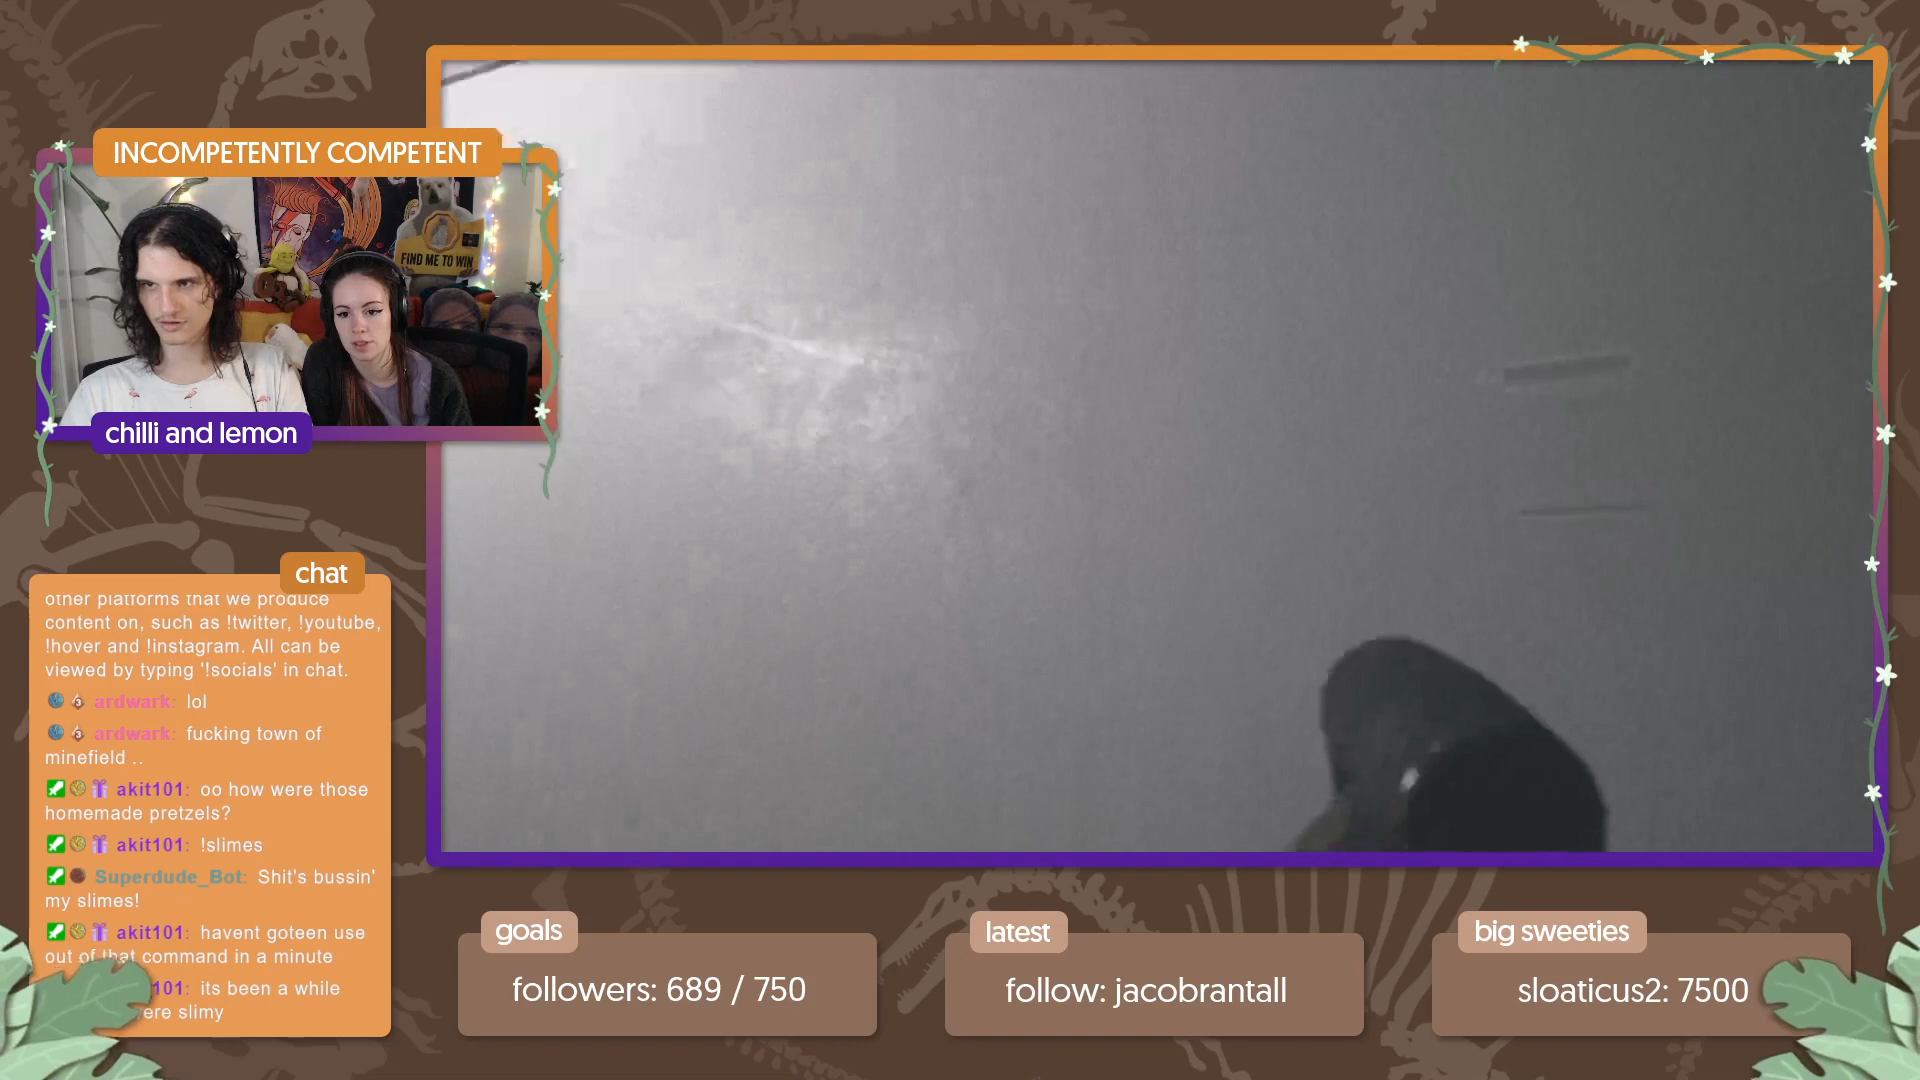 INCOMPETENTLY COMPETENT
FIND ME TO WIN
chilli and lemon
chat
other platforms that we produce
content on, such as !twitter, !youtube,
!hover and !instagram. All can be
viewed by typing '!socials' in chat.
ardwark: lol
ardwark: fucking town of
minefield ..
akit101: oo how were those
homemade pretzels?
akit101: !slimes
Superdude_Bot: Shit's bussin'
my slimes!
akit101: havent goteen use
out of that command in a minute
101: its been a while
ere slimy
goals
followers: 689 / 750
latest
follow: jacobrantall
big sweeties
sloaticus2: 7500